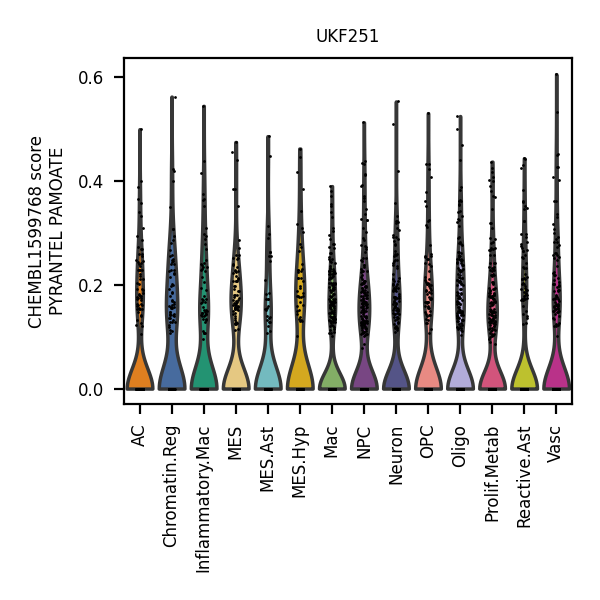 UKF251
CHEMBL1599768 score
PYRANTEL PAMOATE
0.6
0.4
0.2
0.0
AC
Chromatin.Reg
Inflammatory.Mac
MES
MES.Ast
MES.Hyp
Mac
NPC
Neuron
OPC
Oligo
Prolif.Metab
Reactive.Ast
Vasc